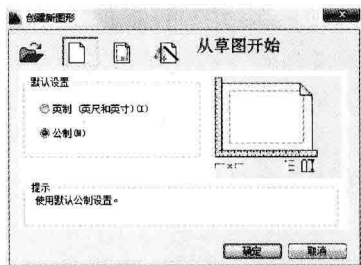 创建新图形
从草图开始
默认设置
英制（英尺和英寸）(I)
公制(M)
提示
使用默认公制设置。
确定
取消